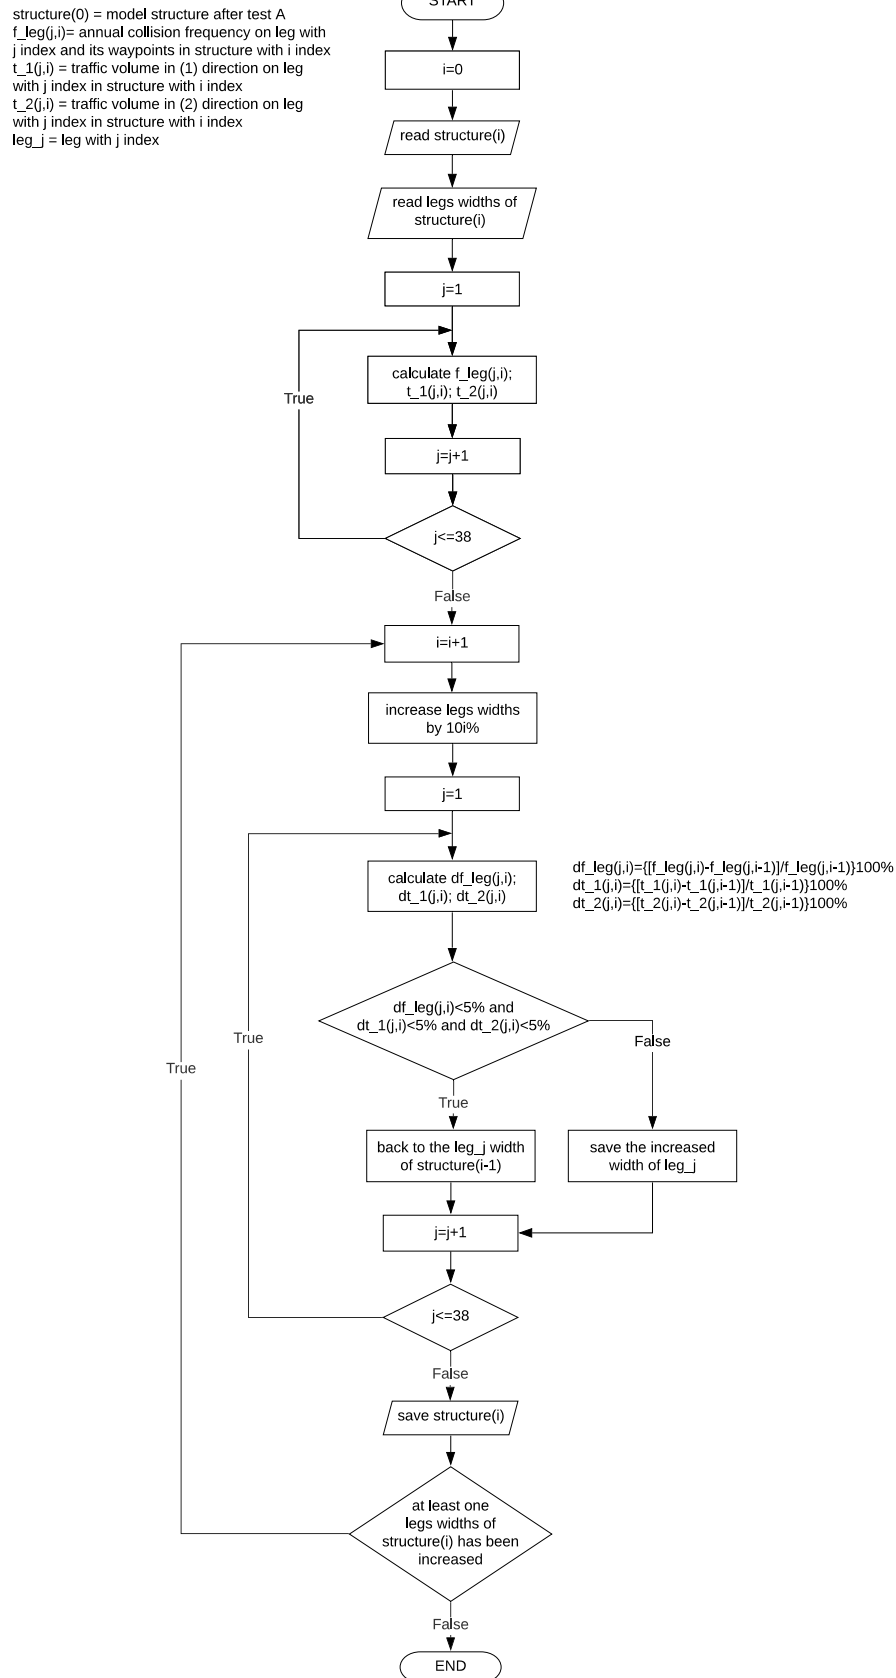 START
structure(0) = model structure after test A
f_leg(j,i)= annual collision frequency on leg with
j index and its waypoints in structure with i index
t_1(j,i) = traffic volume in (1) direction on leg
with j index in structure with i index
t_2(j,i) = traffic volume in (2) direction on leg
with j index in structure with i index
leg_j = leg with j index
i=0
read structure(i)
read legs widths of
structure(i)
j=1
calculate f_leg(j,i);
t_1(j,i); t_2(j,i)
True
j=j+1
j<=38
False
i=i+1
increase legs widths
by 10i%
j=1
calculate df_leg(j,i);
dt_1(j,i); dt_2(j,i)
df_leg(j,i)={[f_leg(j,i)-f_leg(j,i-1)]/f_leg(j,i-1)}100%
dt_1(j,i)={[t_1(j,i)-t_1(j,i-1)]/t_1(j,i-1)}100%
dt_2(j,i)={[t_2(j,i)-t_2(j,i-1)]/t_2(j,i-1)}100%
df_leg(j,i)<5% and
dt_1(j,i)<5% and dt_2(j,i)<5%
True
False
True
True
back to the leg_j width
of structure(i-1)
save the increased
width of leg_j
j=j+1
j<=38
False
save structure(i)
at least one
legs widths of
structure(i) has been
increased
False
END